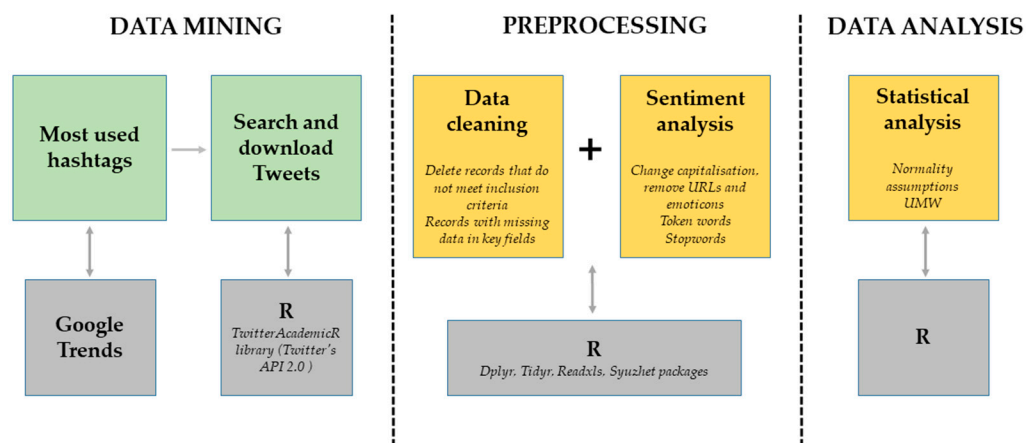 DATA MINING
Most used
hashtags
Search and
download
Tweets
Google
Trends
R
TwitterAcademicR
library (Twitter's
API 2.0 )
PREPROCESSING
Data
cleaning
Delete records that do
not meet inclusion
criteria
Records with missing
data in key fields
+
Sentiment
analysis
Change capitalisation,
remove URLs and
emoticons
Token words
Stopwords
R
Dplyr, Tidyr, Readxls, Syuzhet packages
DATA ANALYSIS
Statistical
analysis
Normality
assumptions
UMW
R